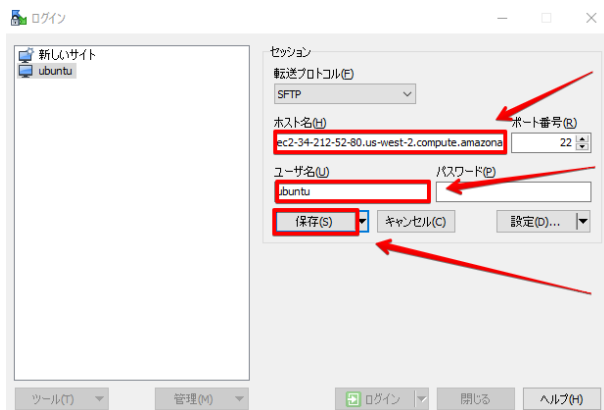 ログイン
新しいサイト
ubuntu
セッション
転送プロトコル(E)
SFTP
ホスト名(H)
ポート番号(R)
ec2-34-212-52-80.us-west-2.compute.amazona
22
ユーザ名(U)
パスワード(P)
ubuntu
保存(S)
キャンセル(C)
設定(D)...
ツール(T)
管理(M)
ログイン
閉じる
ヘルプ(H)